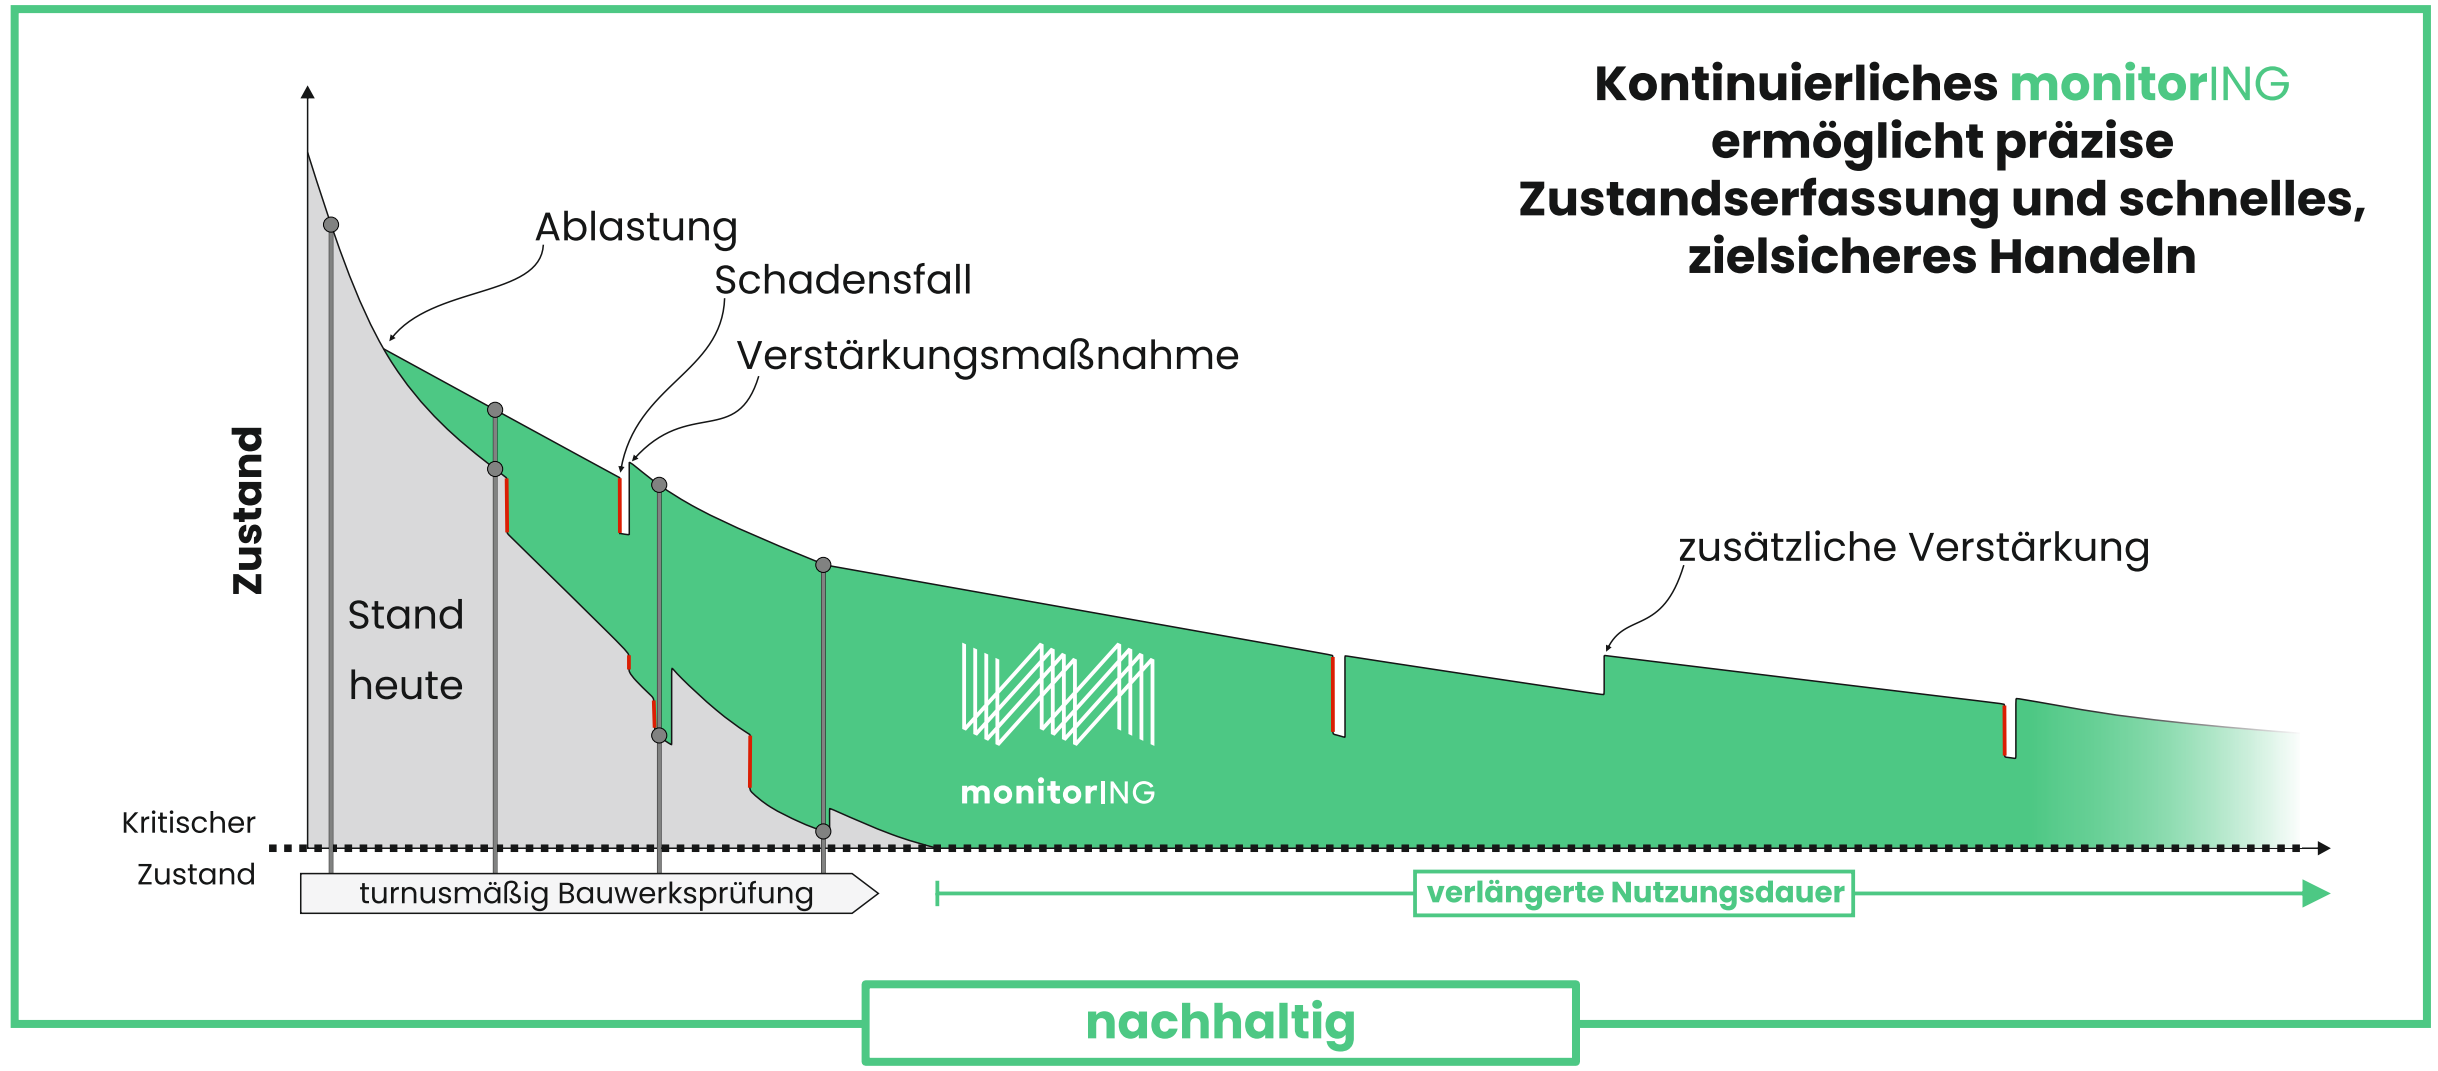 Kontinuierliches monitorING
ermöglicht präzise
Zustandserfassung und schnelles,
zielsicheres Handeln
Ablastung
Schadensfall
Verstärkungsmaßnahme
zusätzliche Verstärkung
Zustand
Stand
heute
monitorING
Kritischer
Zustand
turnusmäßig Bauwerksprüfung
verlängerte Nutzungsdauer
nachhaltig